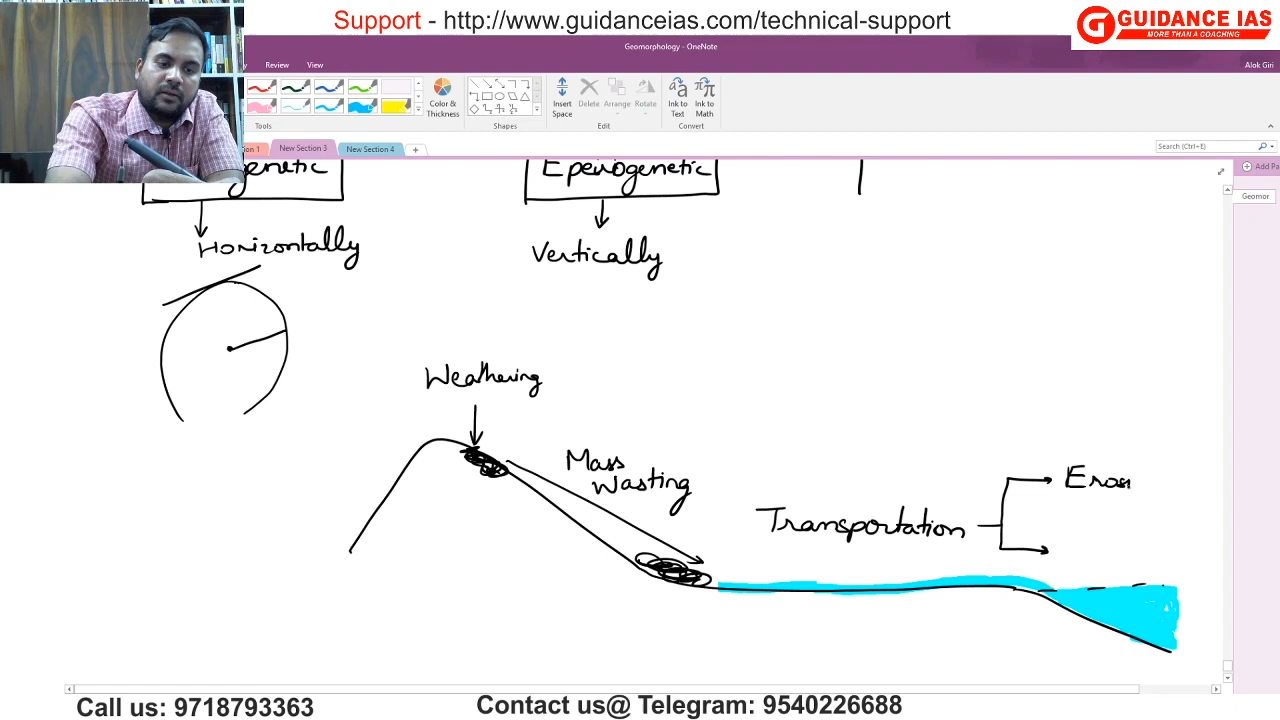 Support - http://www.guidanceias.com/technical-support
GUIDANCE IAS
MORE THAN A COACHING
Geomorphology - OneNote
Alok Giri
Review View
Color & Thickness
Insert Space
Delete Arrange Rotate
Ink to Text
Ink to Math
Tools Shapes Edit Convert
New Section 3 New Section 4 +
Search (Ctrl+E)
Add Pa
Geomor
genetic
Epeirogenetic
Horizontally
Vertically
Weathering
Mass
Wasting
Transportation
Erosi
Call us: 9718793363
Contact us@ Telegram: 9540226688